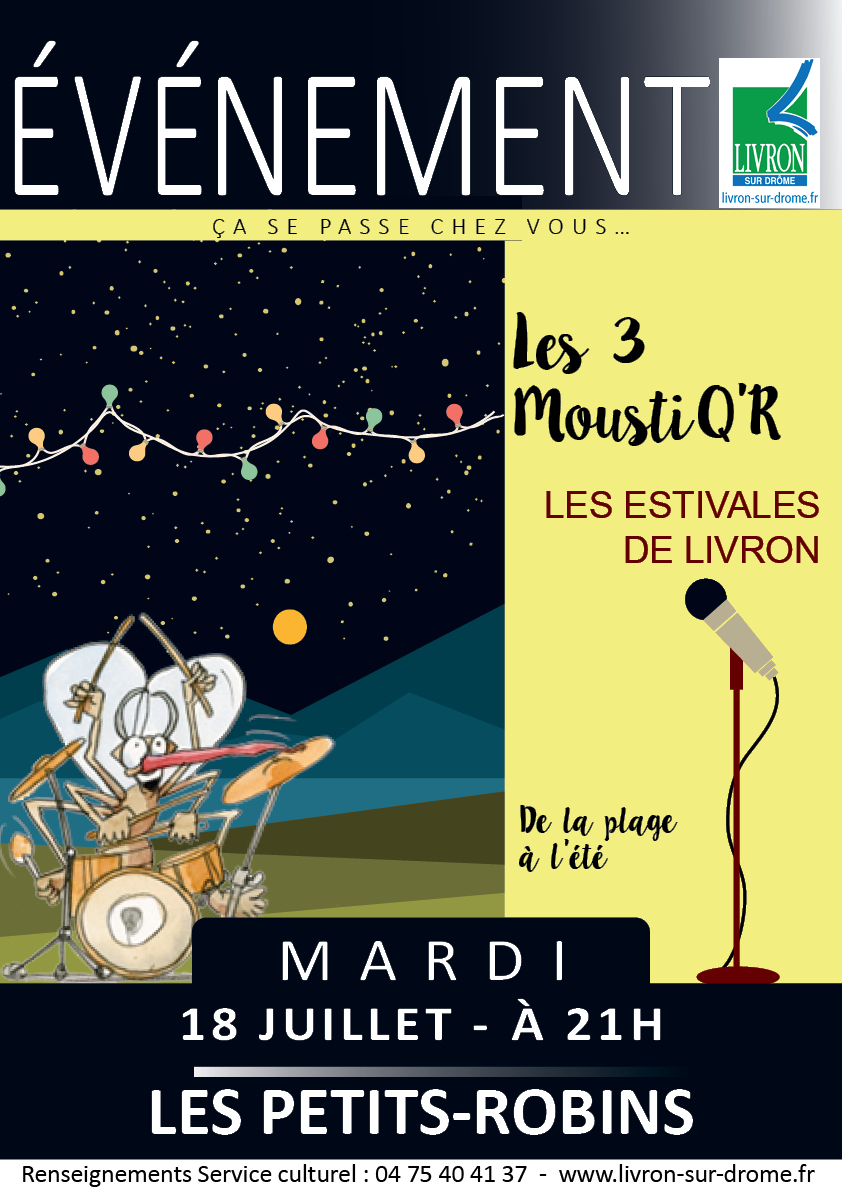 ÉVÉNEMENT
LIVRON
SUR DRÔME
livron-sur-drome.fr
ÇA SE PASSE CHEZ VOUS...
Les 3
MoustiQ'R
LES ESTIVALES
DE LIVRON
De la plage
à l'été
MARDI
18 JUILLET - À 21H
LES PETITS-ROBINS
Renseignements Service culturel : 04 75 40 41 37 - www.livron-sur-drome.fr